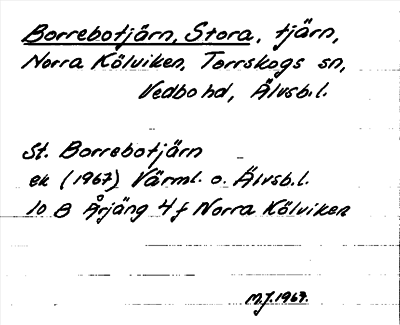 Borrebotjärn, Stora, tjärn,
Norra Kölviken, Torrskogs sn,
Vedbo hd, Älvsb.l.
St. Borrebotjärn
ek (1967) Värml. o. Älvsb.l.
10 B Årjäng 4 f Norra Kölviken
M.J. 1967.